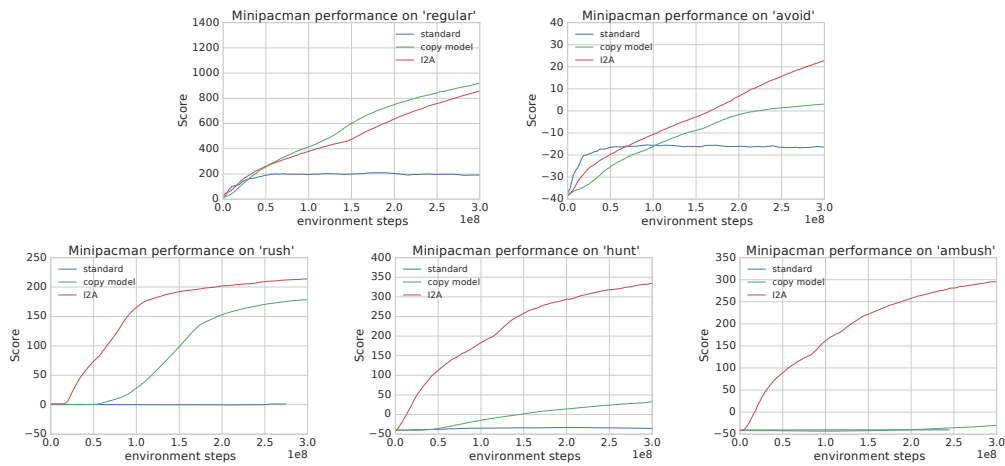 Minipacman performance on 'regular'
1400
1200
1000
800
600
400
200
0
Score
standard
copy model
I2A
0.0 0.5 1.0 1.5 2.0 2.5 3.0
environment steps
1e8
Minipacman performance on 'avoid'
40
30
20
10
0
−10
−20
−30
−40
Score
standard
copy model
I2A
0.0 0.5 1.0 1.5 2.0 2.5 3.0
environment steps
1e8
Minipacman performance on 'rush'
250
200
150
100
50
0
−50
Score
standard
copy model
I2A
0.0 0.5 1.0 1.5 2.0 2.5 3.0
environment steps
1e8
Minipacman performance on 'hunt'
400
350
300
250
200
150
100
50
0
−50
Score
standard
copy model
I2A
0.0 0.5 1.0 1.5 2.0 2.5 3.0
environment steps
1e8
Minipacman performance on 'ambush'
350
300
250
200
150
100
50
0
−50
Score
standard
copy model
I2A
0.0 0.5 1.0 1.5 2.0 2.5 3.0
environment steps
1e8